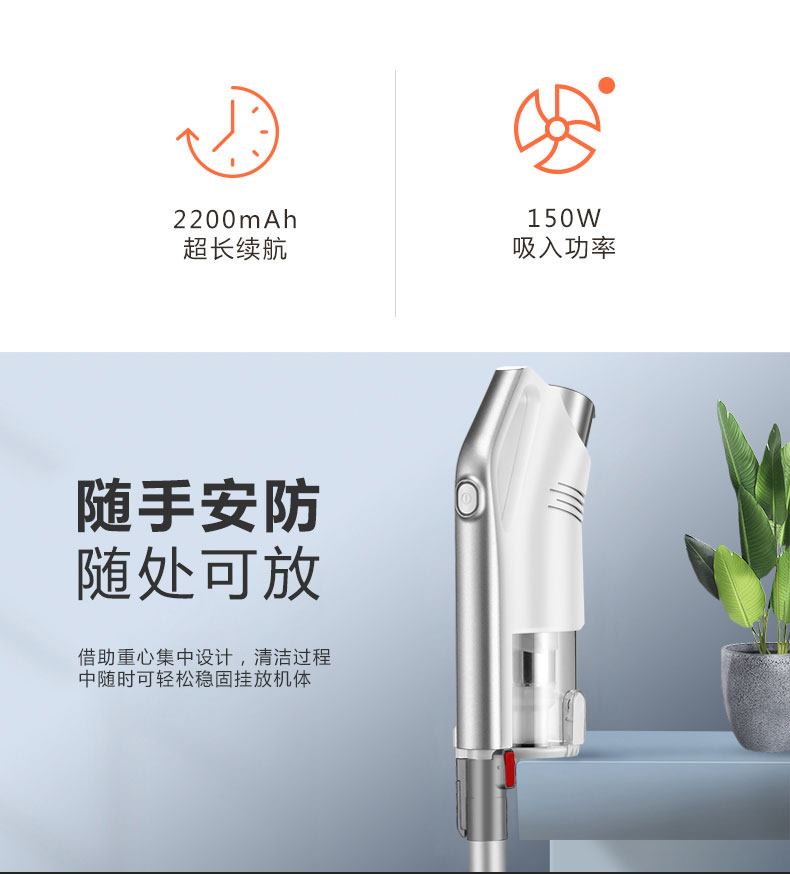 2200mAh
超长续航
150W
吸入功率
随手安防
随处可放
借助重心集中设计，清洁过程
中随时可轻松稳固挂放机体